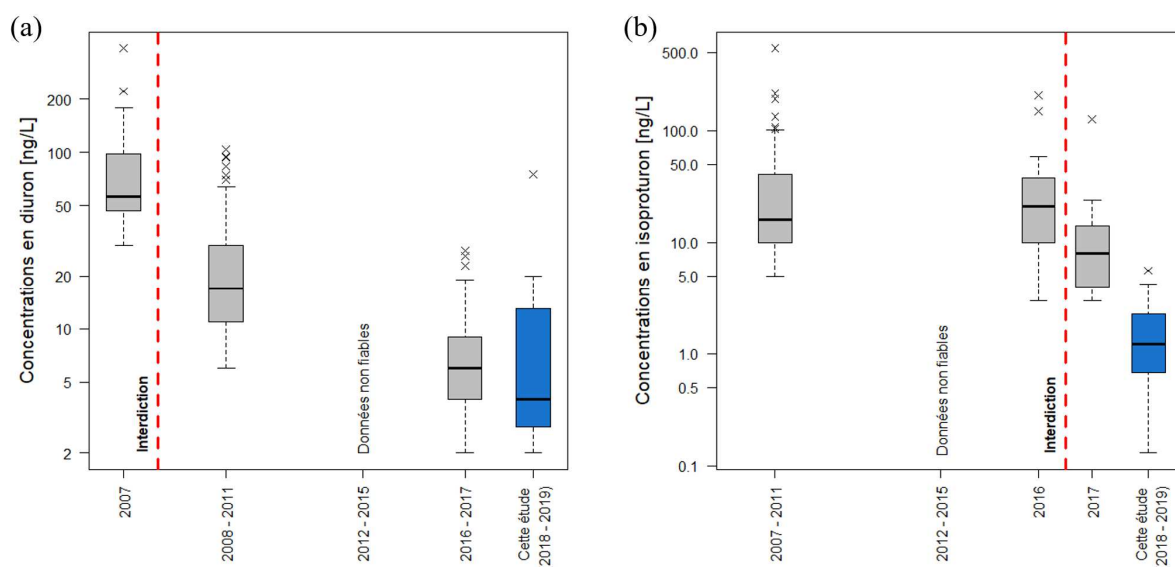 (a)
Concentrations en diuron [ng/L]
200
100
50
20
10
5
2
Interdiction
Données non fiables
2007
2008 - 2011
2012 - 2015
2016 - 2017
Cette étude
2018 - 2019)
(b)
Concentrations en isoproturon [ng/L]
500.0
100.0
50.0
10.0
5.0
1.0
0.5
0.1
Données non fiables
Interdiction
2007 - 2011
2012 - 2015
2016
2017
Cette étude
2018 - 2019)